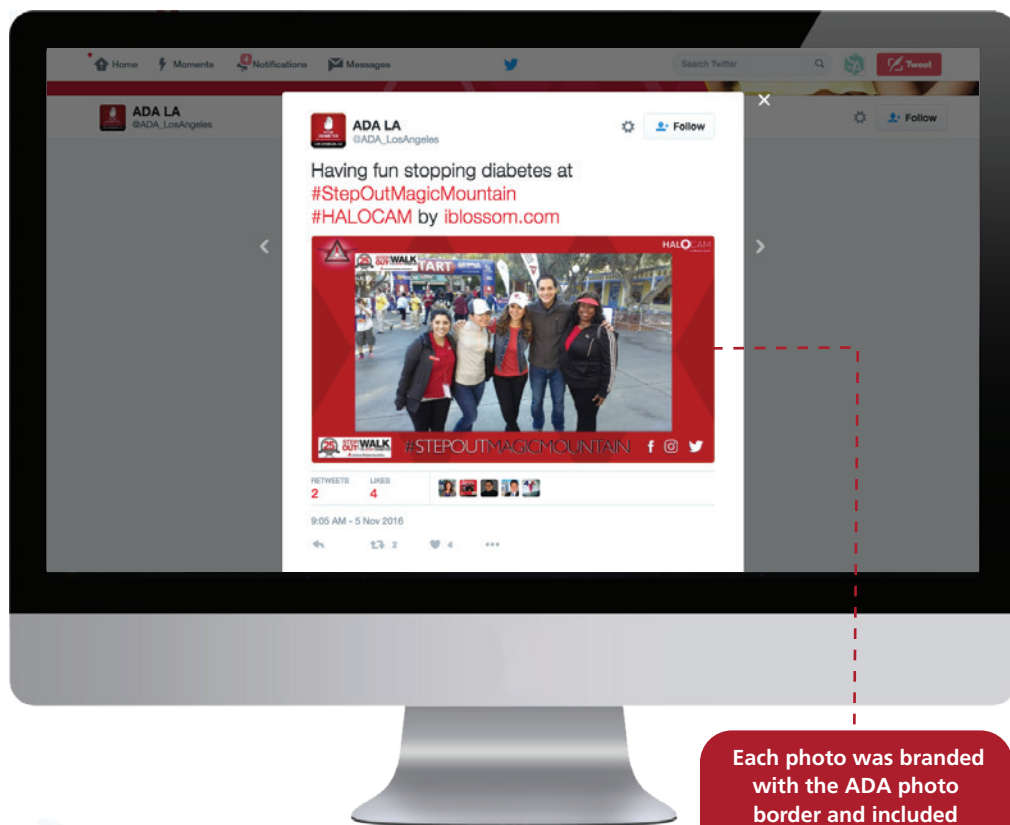 Home Moments 4 Notifications Messages Search Twitter Tweet
ADA LA
@ADA_LosAngeles
Follow
ADA LA
@ADA_LosAngeles
Follow
Having fun stopping diabetes at
#StepOutMagicMountain
#HALOCAM by iblossom.com
HALOCAM
25 STEP OUT WALK
START
25 STEP OUT WALK #STEPOUTMAGICMOUNTAIN
RETWEETS LIKES
2 4
9:05 AM - 5 Nov 2016
2 4
Each photo was branded
with the ADA photo
border and included